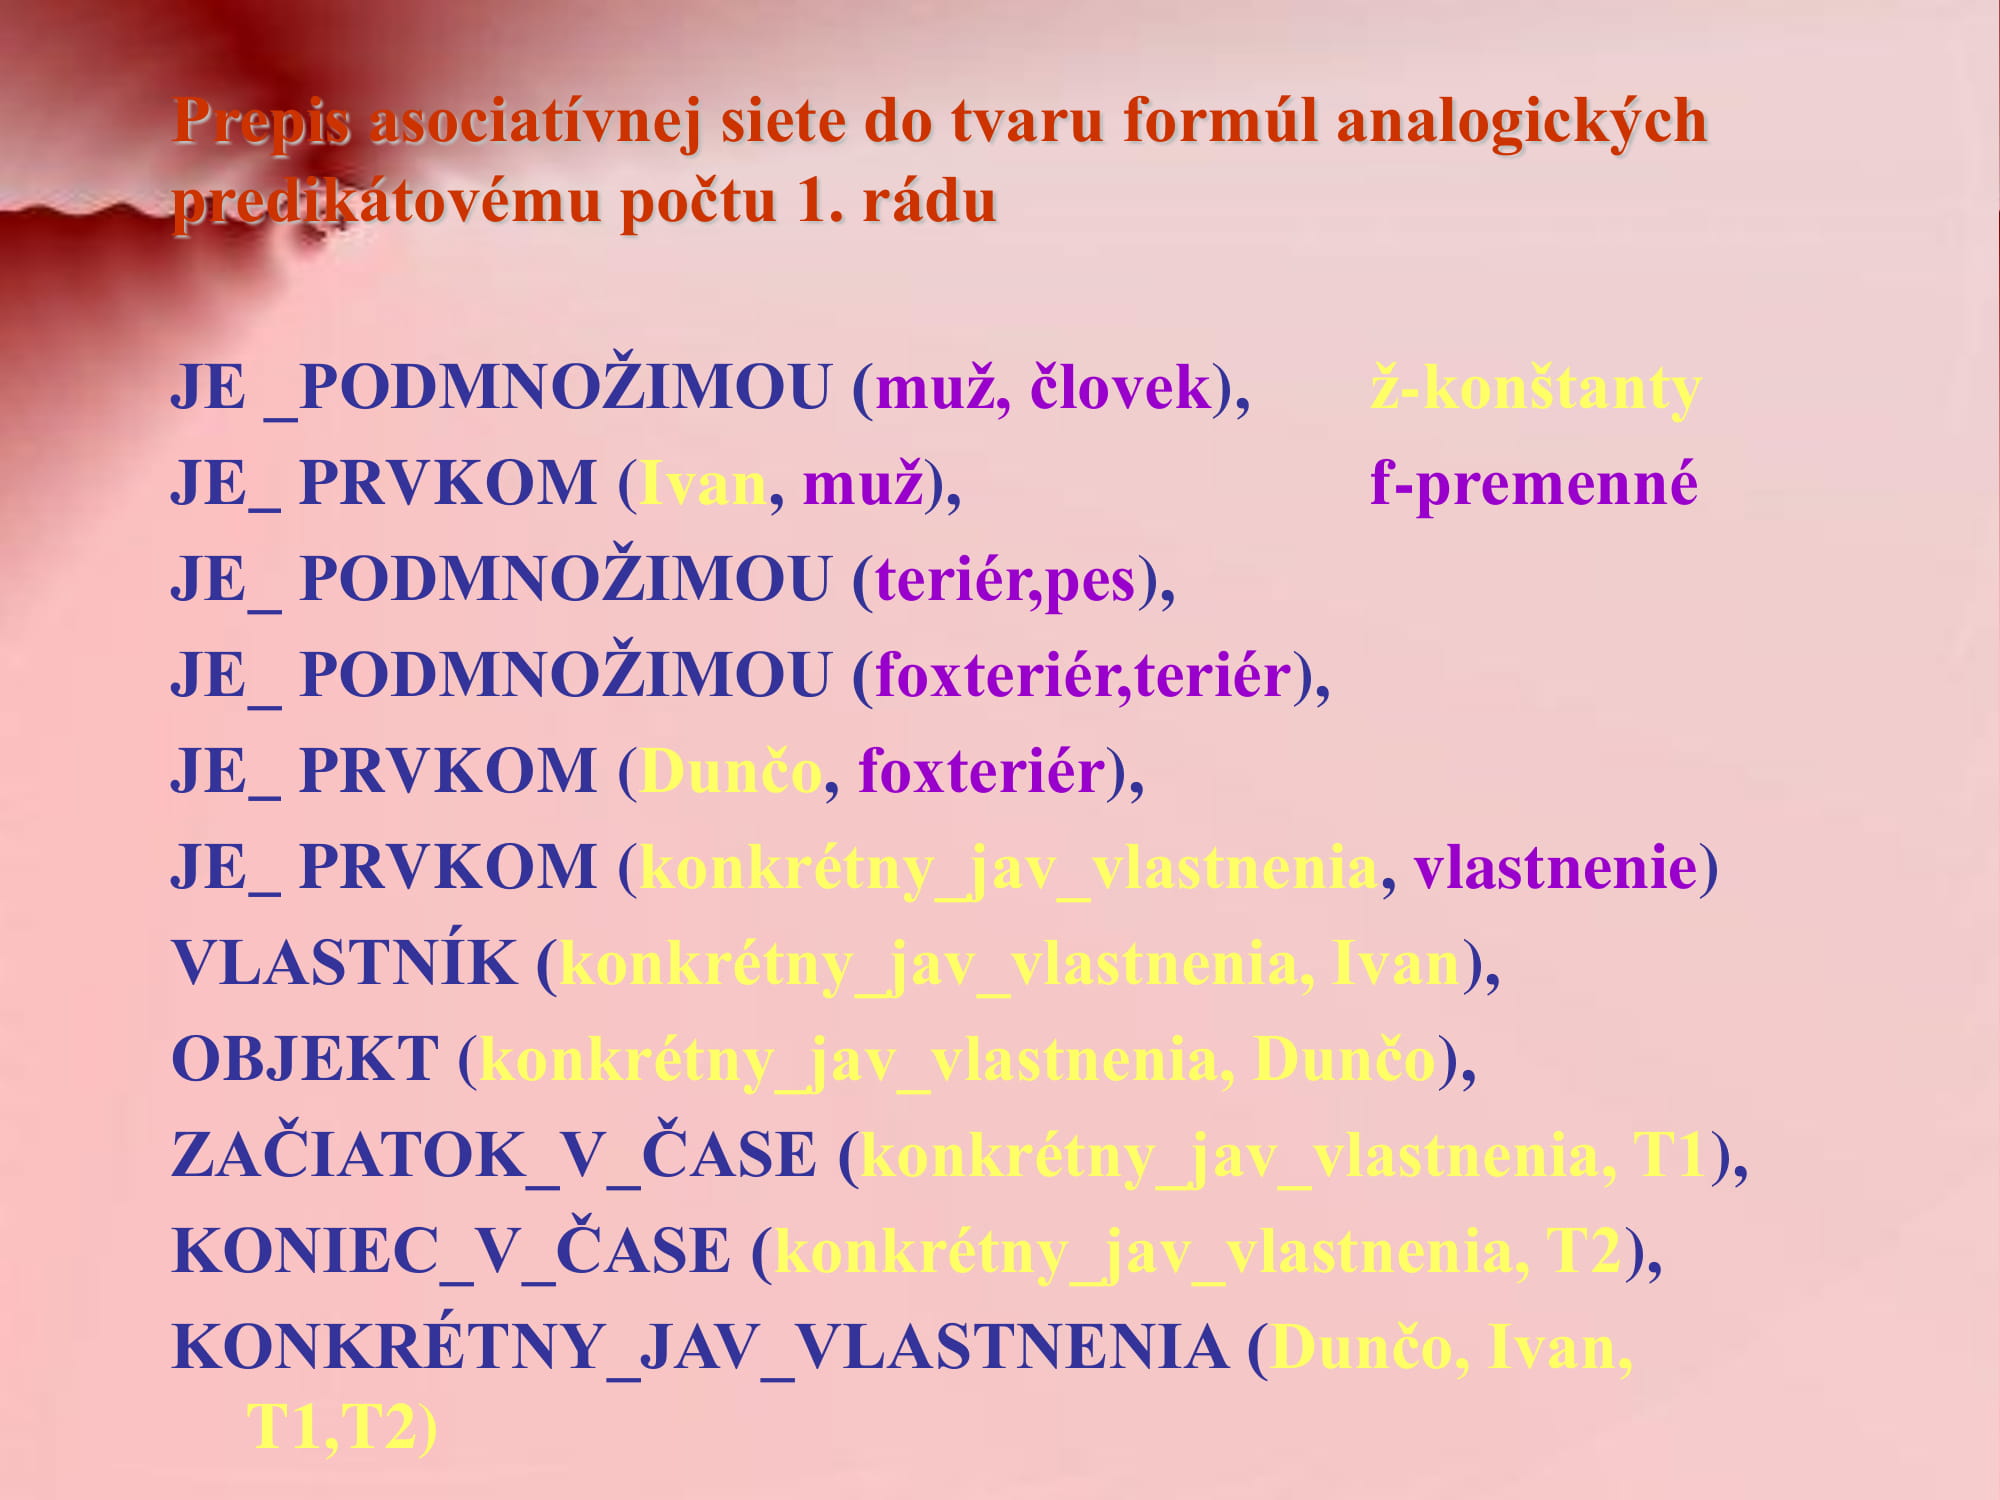 Prepis asociatívnej siete do tvaru formúl analogických
predikátovému počtu 1. rádu
JE _PODMNOŽIMOU (muž, človek), ž-konštanty
JE_ PRVKOM (Ivan, muž), f-premenné
JE_ PODMNOŽIMOU (teriér,pes),
JE_ PODMNOŽIMOU (foxteriér,teriér),
JE_ PRVKOM (Dunčo, foxteriér),
JE_ PRVKOM (konkrétny_jav_vlastnenia, vlastnenie)
VLASTNÍK (konkrétny_jav_vlastnenia, Ivan),
OBJEKT (konkrétny_jav_vlastnenia, Dunčo),
ZAČIATOK_V_ČASE (konkrétny_jav_vlastnenia, T1),
KONIEC_V_ČASE (konkrétny_jav_vlastnenia, T2),
KONKRÉTNY_JAV_VLASTNENIA (Dunčo, Ivan,
T1,T2)